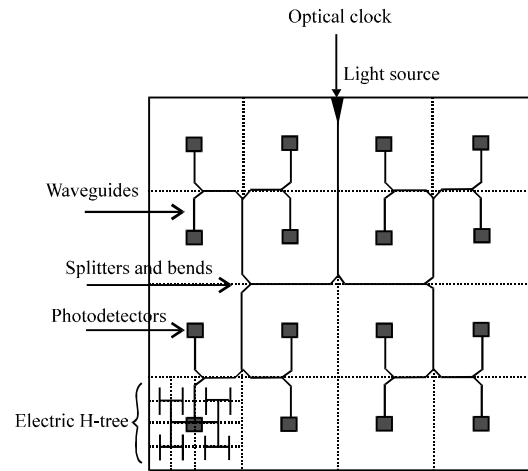 Optical clock
Light source
Waveguides
Splitters and bends
Photodetectors
Electric H-tree